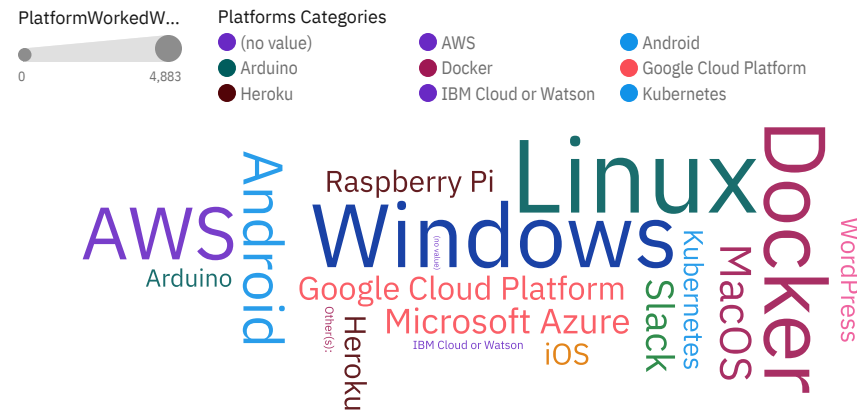 PlatformWorkedW...
0
4,883
Platforms Categories
(no value)
AWS
Android
Arduino
Docker
Google Cloud Platform
Heroku
IBM Cloud or Watson
Kubernetes
AWS
Arduino
Android
Raspberry Pi
Linux
Windows
(no value)
Google Cloud Platform
Microsoft Azure
Other(s):
Heroku
IBM Cloud or Watson
iOS
Slack
Kubernetes
MacOS
Docker
WordPress